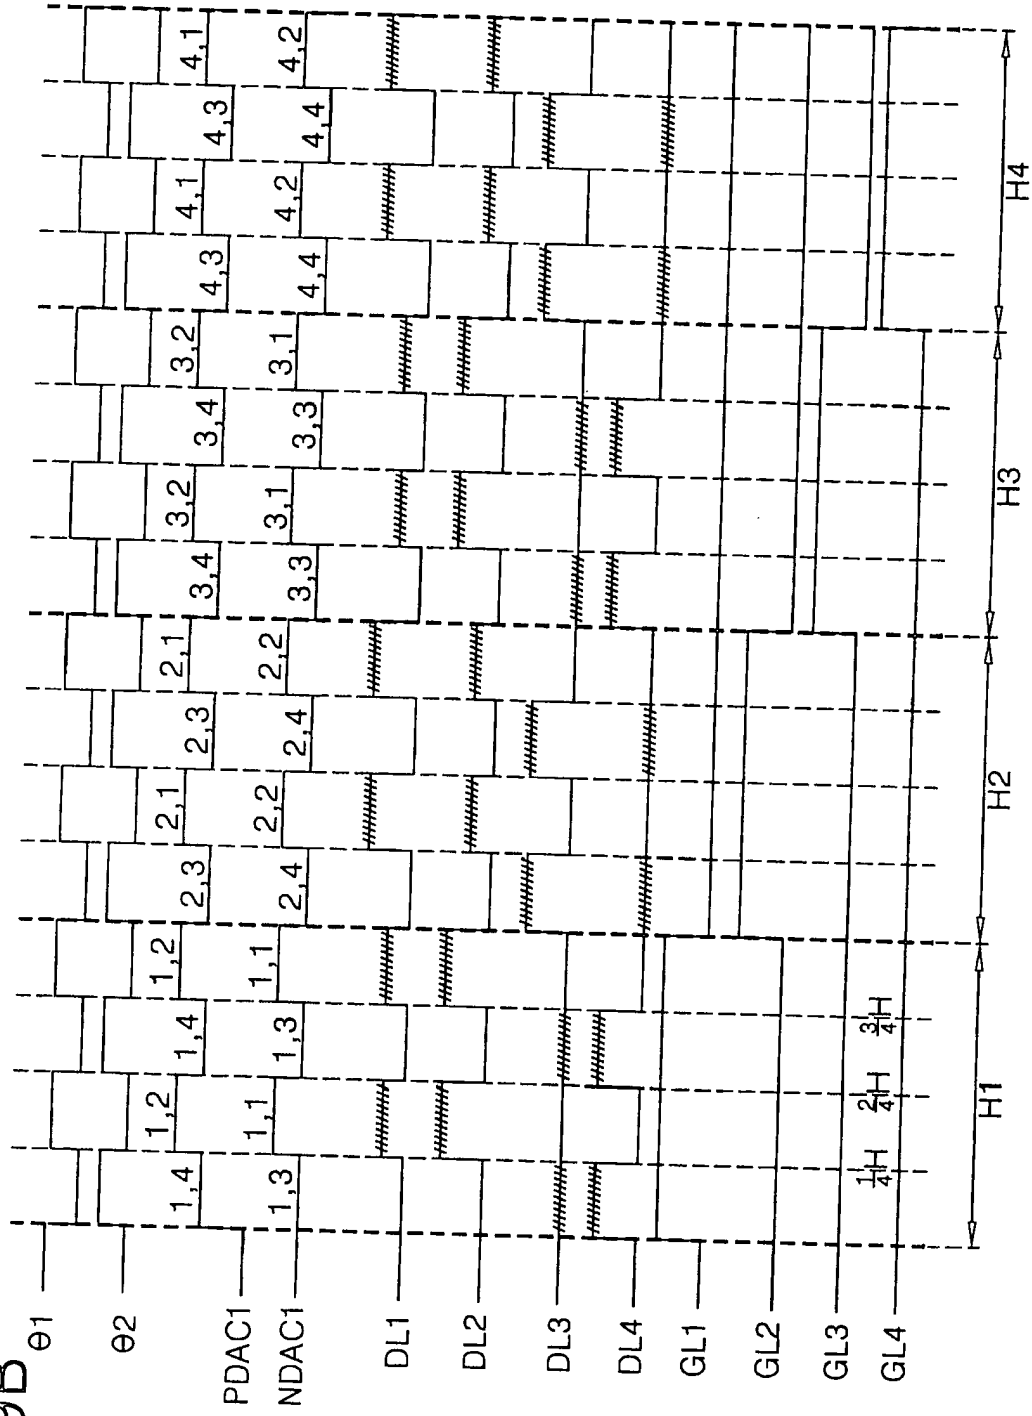 θ1
θ2
PDAC1 1,4 1,2 1,4 1,2 2,3 2,1 2,3 2,1 3,4 3,2 3,4 3,2 4,3 4,1 4,3 4,1
NDAC1 1,3 1,1 1,3 1,1 2,4 2,2 2,4 2,2 3,3 3,1 3,3 3,1 4,4 4,2 4,4 4,2
DL1
DL2
DL3
DL4
GL1
GL2
GL3
GL4
1/4H 2/4H 3/4H
H1 H2 H3 H4